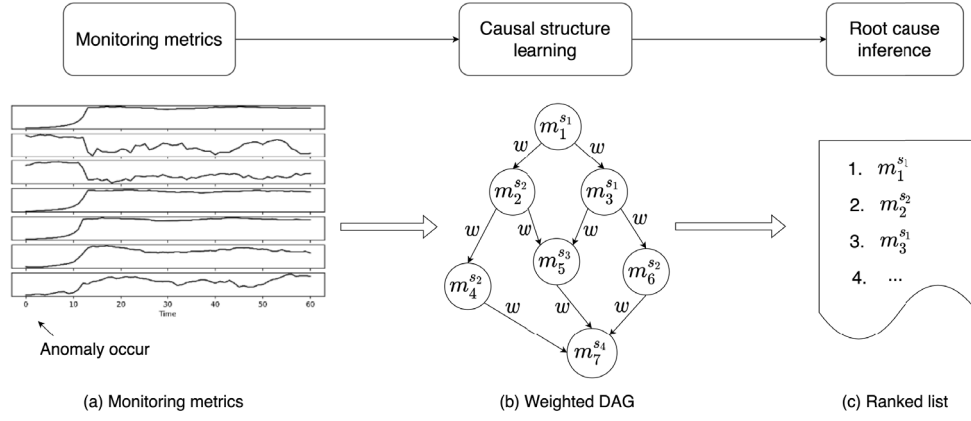 Monitoring metrics
Causal structure
learning
Root cause
inference
0 10 20 30 40 50 60
Time
Anomaly occur
m_1^{s_1}
w w
m_2^{s_2} m_3^{s_1}
w w w w
m_5^{s_3}
m_4^{s_2} m_6^{s_2}
w w w
m_7^{s_4}
1. m_1^{s_1}
2. m_2^{s_2}
3. m_3^{s_1}
4. ...
(a) Monitoring metrics
(b) Weighted DAG
(c) Ranked list